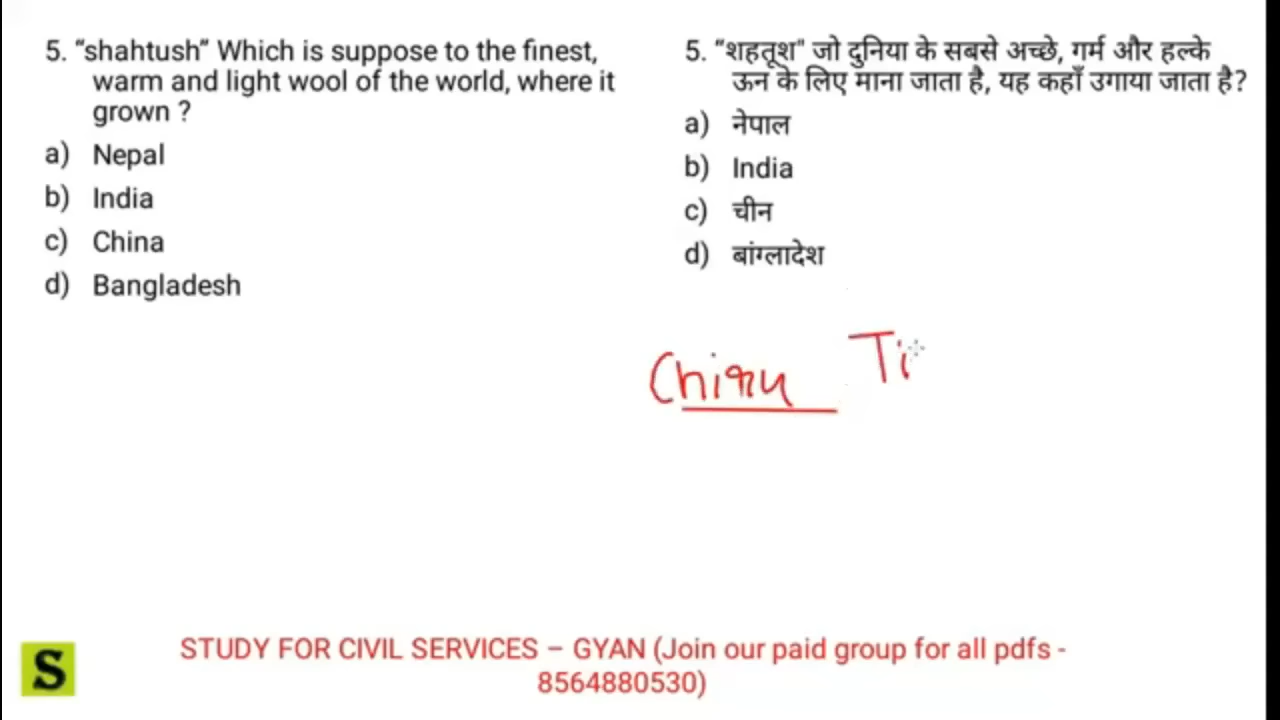 5. “shahtush” Which is suppose to the finest,
warm and light wool of the world, where it
grown ?
a) Nepal
b) India
c) China
d) Bangladesh
5. “शहतूश" जो दुनिया के सबसे अच्छे, गर्म और हल्के
ऊन के लिए माना जाता है, यह कहाँ उगाया जाता है?
a) नेपाल
b) India
c) चीन
d) बांग्लादेश
Chiru Ti
S
STUDY FOR CIVIL SERVICES – GYAN (Join our paid group for all pdfs -
8564880530)